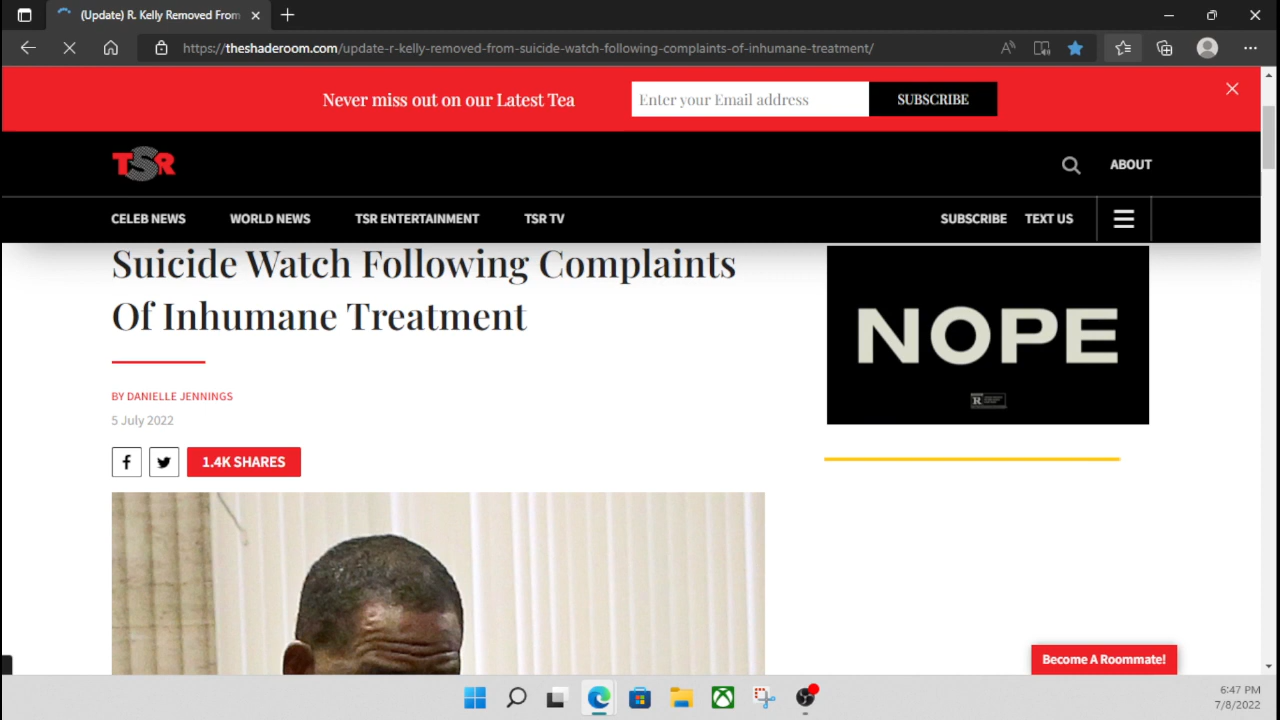 (Update) R. Kelly Removed From
https://theshaderoom.com/update-r-kelly-removed-from-suicide-watch-following-complaints-of-inhumane-treatment/
Never miss out on our Latest Tea
Enter your Email address
SUBSCRIBE
TSR
ABOUT
CELEB NEWS
WORLD NEWS
TSR ENTERTAINMENT
TSR TV
SUBSCRIBE
TEXT US
Suicide Watch Following Complaints
Of Inhumane Treatment
BY DANIELLE JENNINGS
5 July 2022
1.4K SHARES
NOPE
R
Become A Roommate!
6:47 PM
7/8/2022